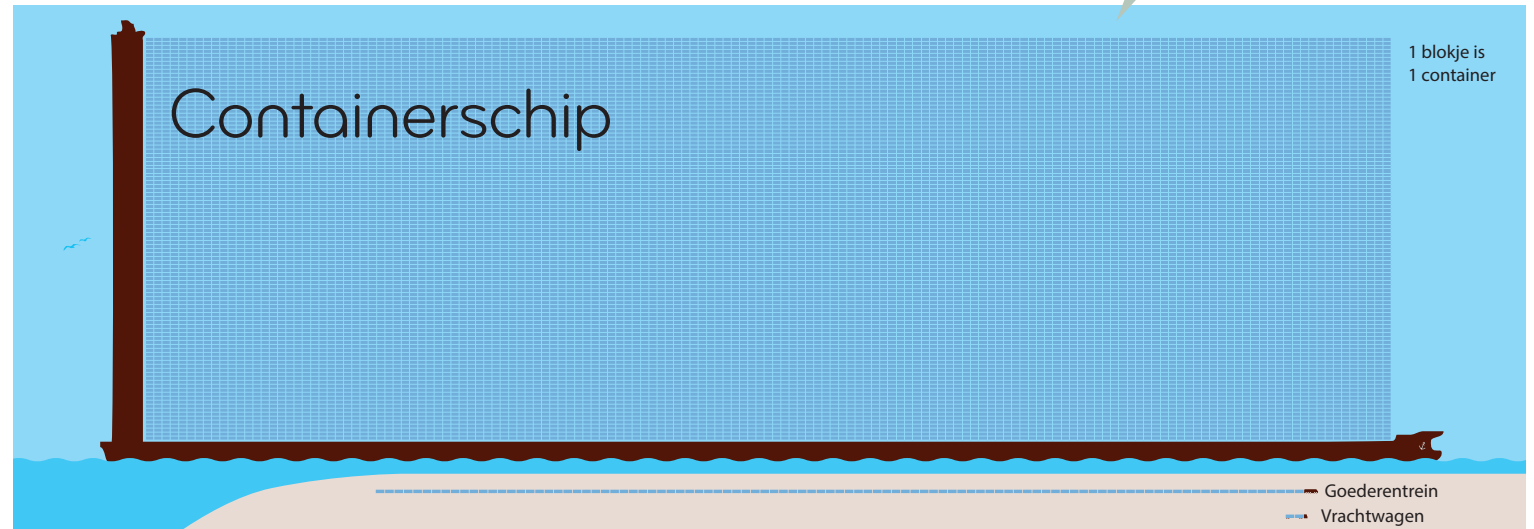 Containerschip
1 blokje is
1 container
Goederentrein
Vrachtwagen